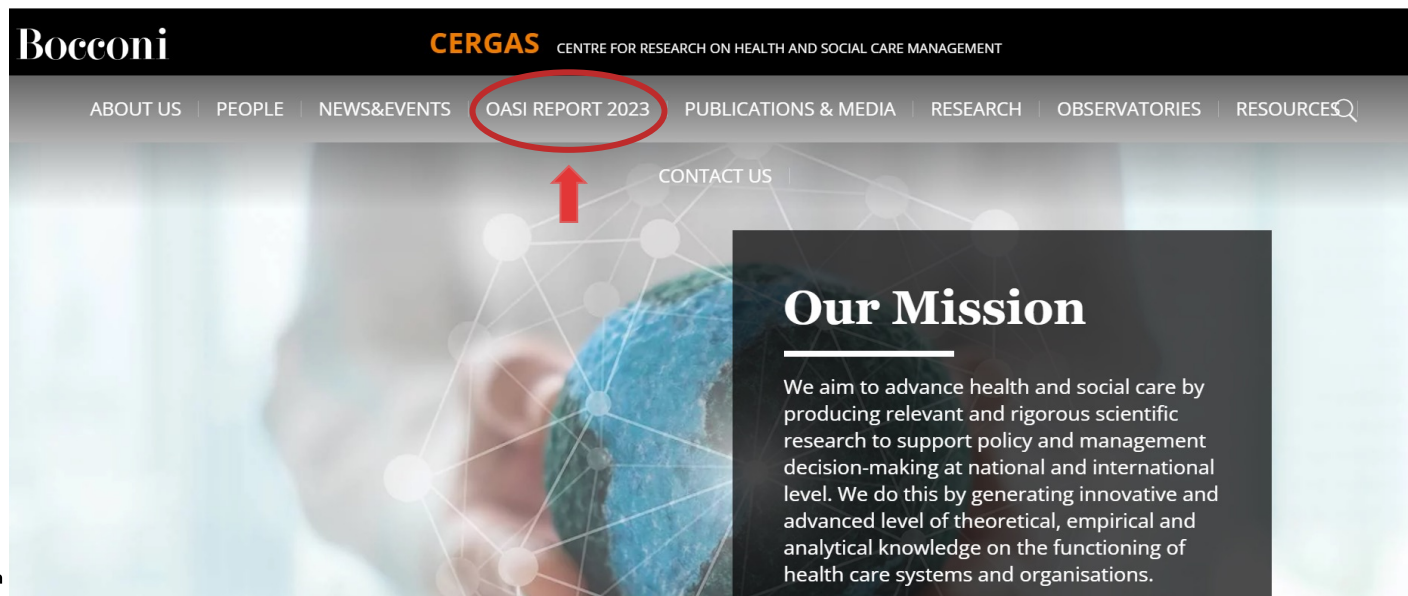 Bocconi
CERGAS CENTRE FOR RESEARCH ON HEALTH AND SOCIAL CARE MANAGEMENT
ABOUT US PEOPLE NEWS&EVENTS OASI REPORT 2023 PUBLICATIONS & MEDIA RESEARCH OBSERVATORIES RESOURCES
CONTACT US
Our Mission
We aim to advance health and social care by
producing relevant and rigorous scientific
research to support policy and management
decision-making at national and international
level. We do this by generating innovative and
advanced level of theoretical, empirical and
analytical knowledge on the functioning of
health care systems and organisations.